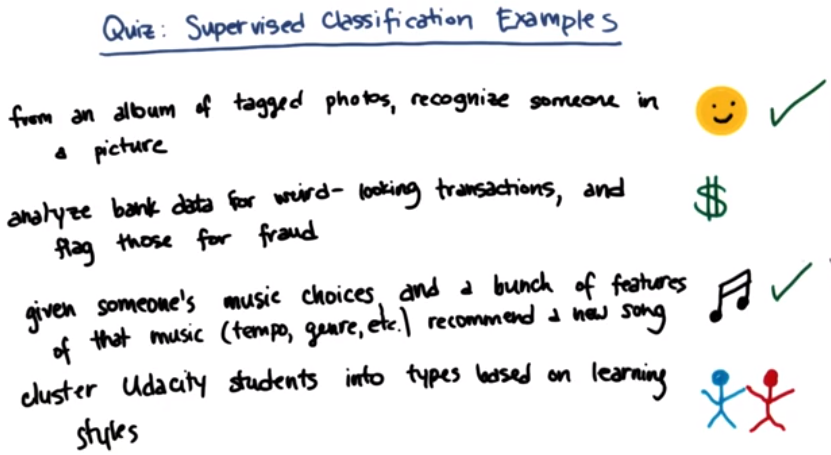 Quiz: Supervised Classification Examples
from an album of tagged photos, recognize someone in
a picture
analyze bank data for weird-looking transactions, and
flag those for fraud
$
given someone's music choices, and a bunch of features
of that music (tempo, genre, etc.) recommend a new song
cluster Udacity students into types based on learning
styles